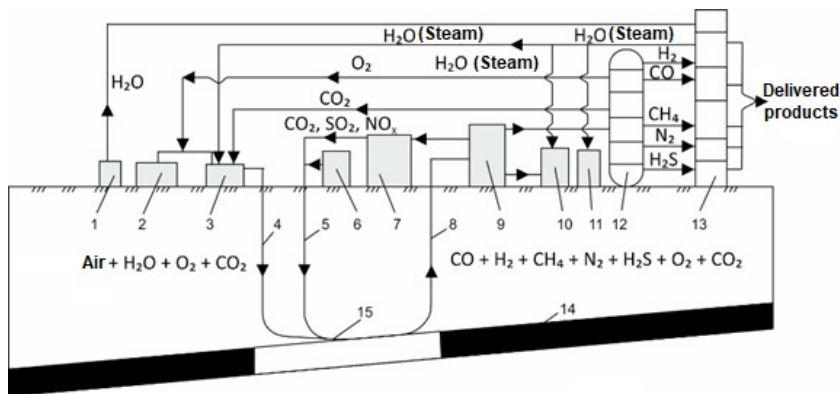 H₂O (Steam)
H₂O (Steam)
H₂
O₂
H₂O (Steam)
CO
H₂O
Delivered
products
CO₂
CH₄
CO₂, SO₂, NOₓ
N₂
H₂S
1
2
3
4
5
6
7
8
9
10
11
12
13
Air + H₂O + O₂ + CO₂
CO + H₂ + CH₄ + N₂ + H₂S + O₂ + CO₂
15
14